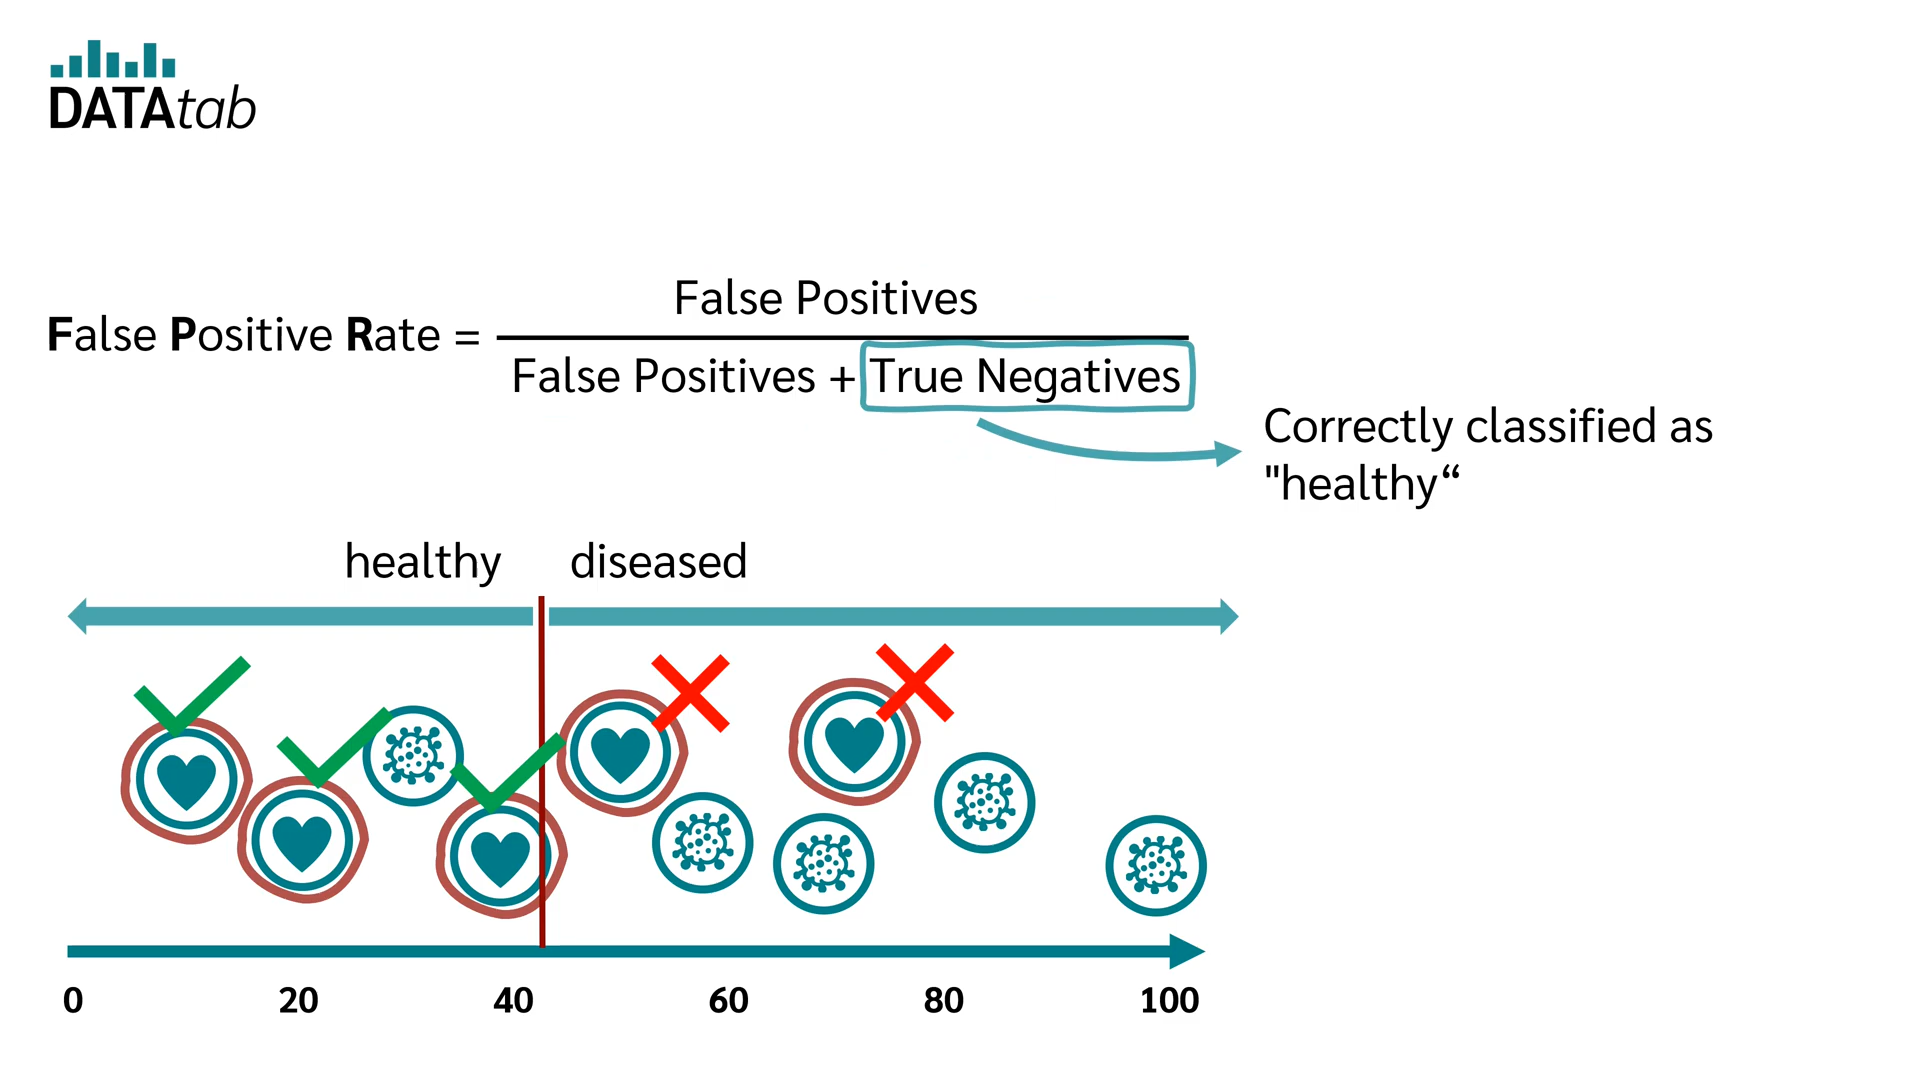 DATAtab
False Positives
False Positive Rate =
False Positives + True Negatives
Correctly classified as
"healthy“
healthy diseased
0 20 40 60 80 100